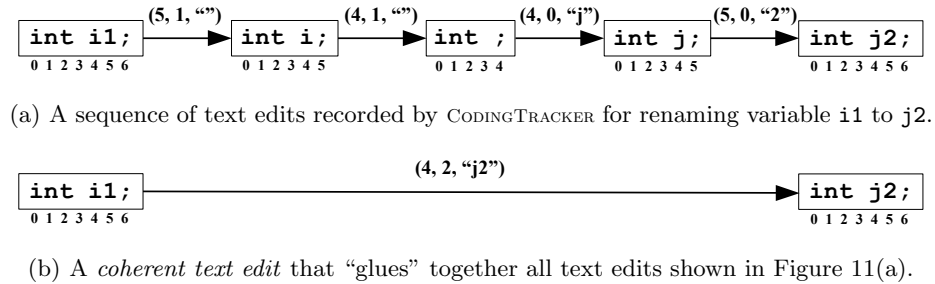 (5, 1, “”) (4, 1, “”) (4, 0, “j”) (5, 0, “2”)
int i1; int i; int ; int j; int j2;
0 1 2 3 4 5 6 0 1 2 3 4 5 0 1 2 3 4 0 1 2 3 4 5 0 1 2 3 4 5 6
(a) A sequence of text edits recorded by CODINGTRACKER for renaming variable i1 to j2.
(4, 2, “j2”)
int i1; int j2;
0 1 2 3 4 5 6 0 1 2 3 4 5 6
(b) A coherent text edit that “glues” together all text edits shown in Figure 11(a).